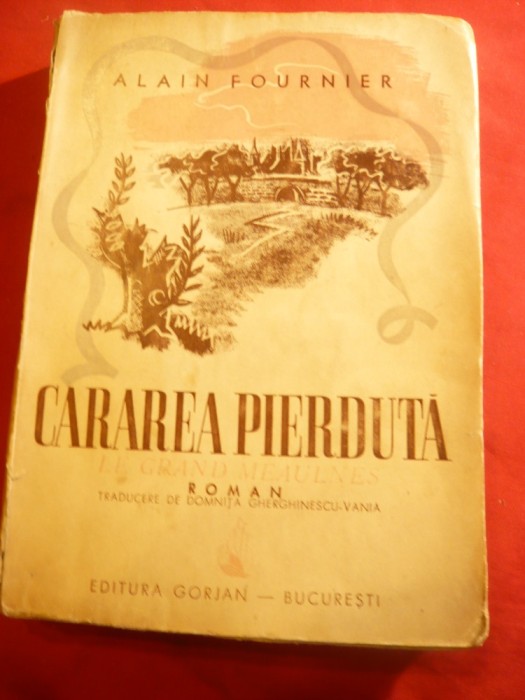 ALAIN FOURNIER
CARAREA PIERDUTĂ
LE GRAND MEAULNES
ROMAN
TRADUCERE DE DOMNIȚA GHERGHINESCU-VANIA
EDITURA GORJAN — BUCUREȘTI